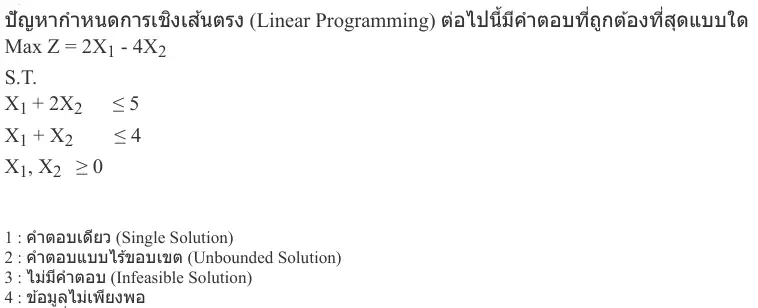 ปัญหากำหนดการเชิงเส้นตรง (Linear Programming) ต่อไปนี้มีคำตอบที่ถูกต้องที่สุดแบบใด
Max Z = 2X₁ - 4X₂
S.T.
X₁ + 2X₂ ≤ 5
X₁ + X₂ ≤ 4
X₁, X₂ ≥ 0
1 : คำตอบเดียว (Single Solution)
2 : คำตอบแบบไร้ขอบเขต (Unbounded Solution)
3 : ไม่มีคำตอบ (Infeasible Solution)
4 : ข้อมูลไม่เพียงพอ